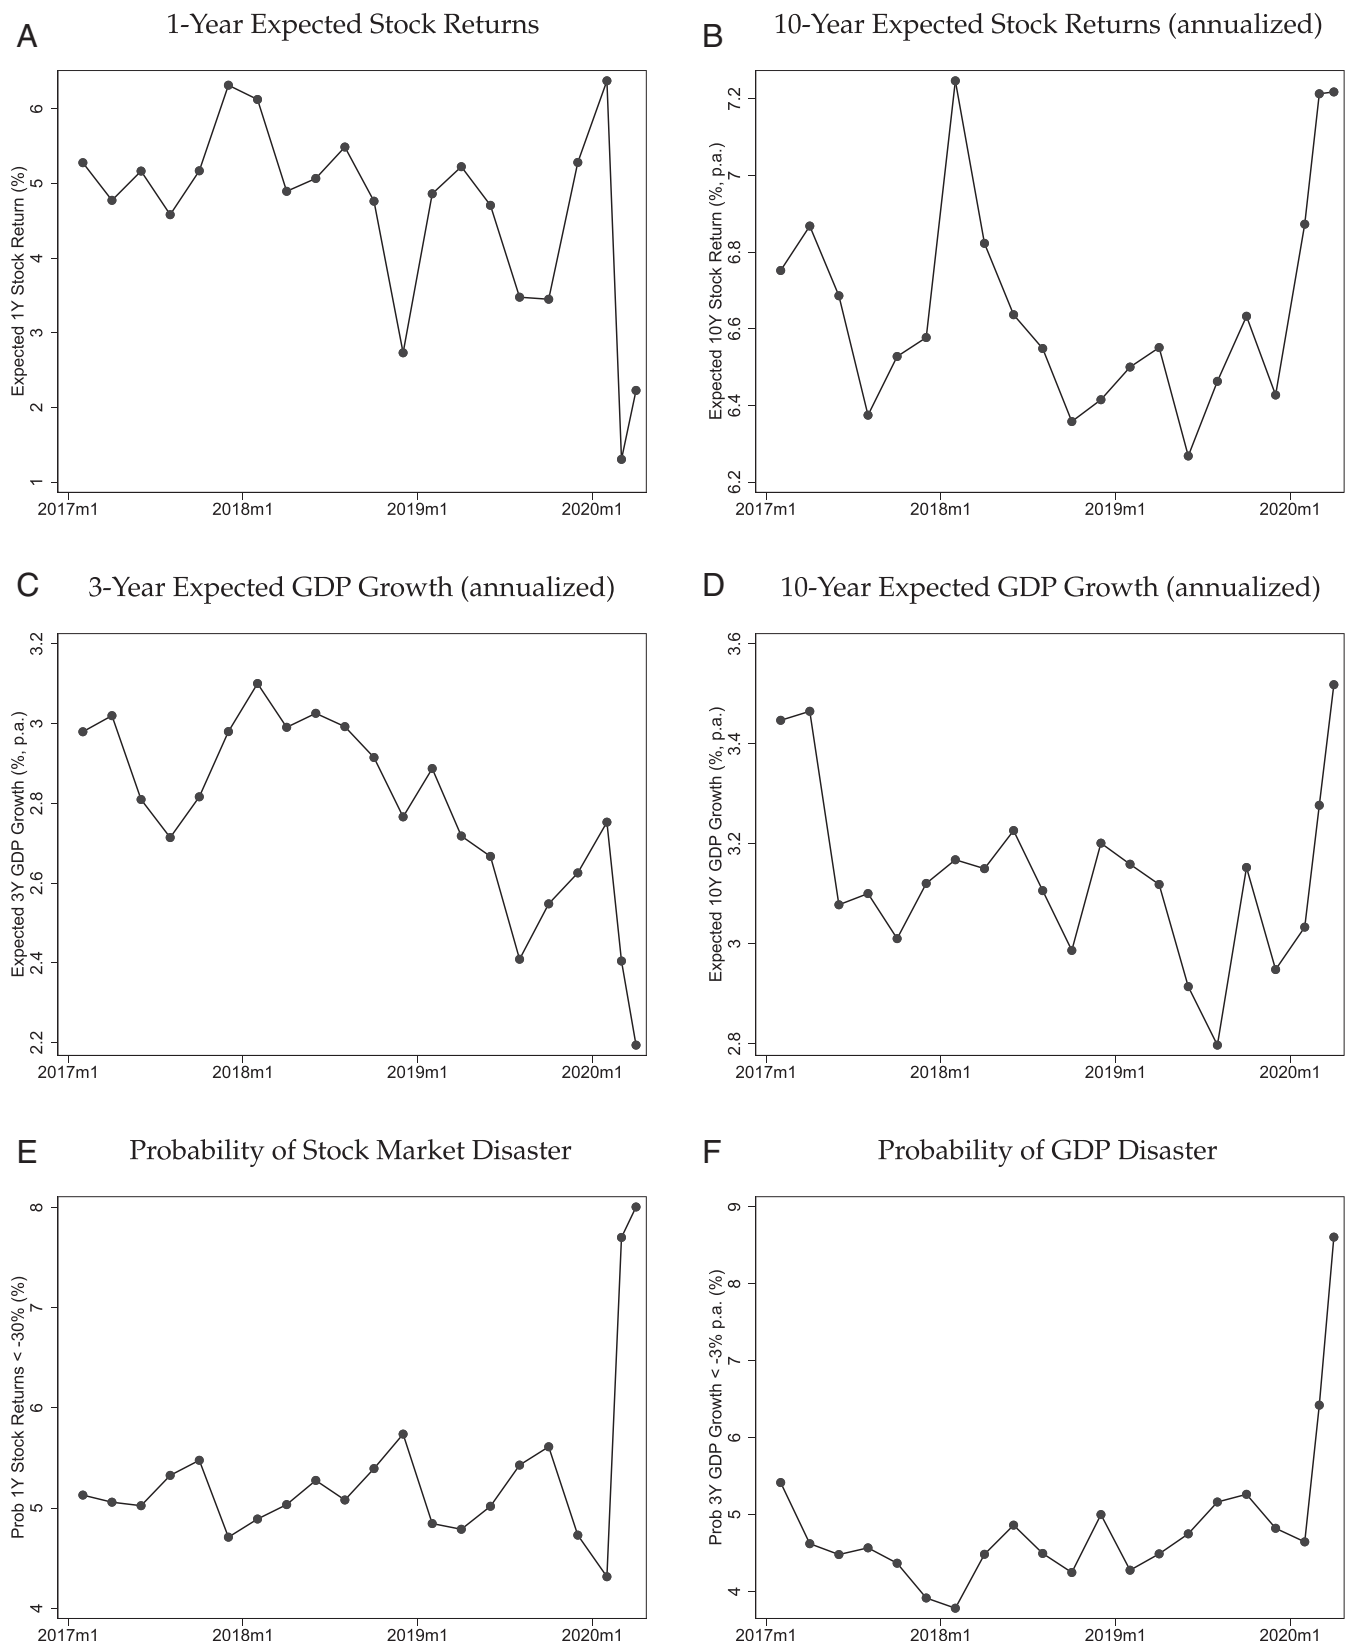 A 1-Year Expected Stock Returns
Expected 1Y Stock Return (%)
6
5
4
3
2
1
2017m1 2018m1 2019m1 2020m1
B 10-Year Expected Stock Returns (annualized)
Expected 10Y Stock Return (%, p.a.)
7.2
7
6.8
6.6
6.4
6.2
2017m1 2018m1 2019m1 2020m1
C 3-Year Expected GDP Growth (annualized)
Expected 3Y GDP Growth (%, p.a.)
3.2
3
2.8
2.6
2.4
2.2
2017m1 2018m1 2019m1 2020m1
D 10-Year Expected GDP Growth (annualized)
Expected 10Y GDP Growth (%, p.a.)
3.6
3.4
3.2
3
2.8
2017m1 2018m1 2019m1 2020m1
E Probability of Stock Market Disaster
Prob 1Y Stock Returns < -30% (%)
8
7
6
5
4
2017m1 2018m1 2019m1 2020m1
F Probability of GDP Disaster
Prob 3Y GDP Growth < -3% p.a. (%)
9
8
7
6
5
4
2017m1 2018m1 2019m1 2020m1